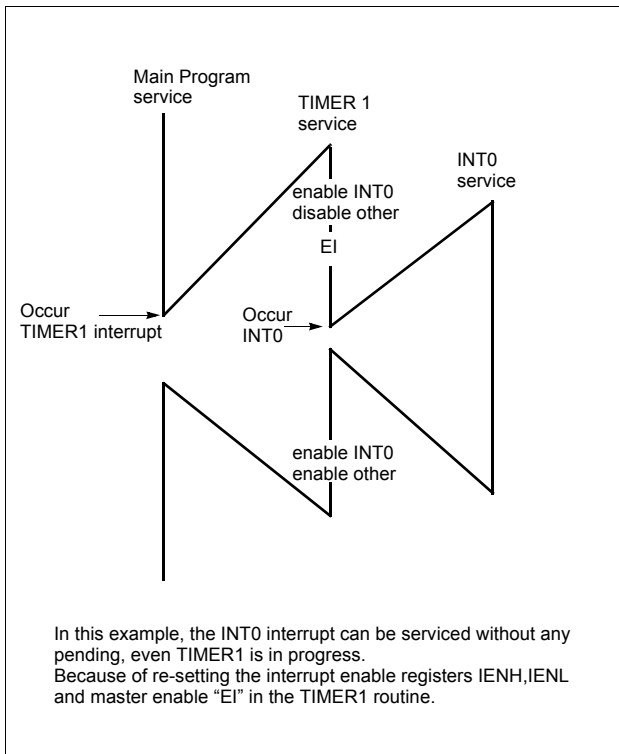 Main Program
service
TIMER 1
service
INT0
service
enable INT0
disable other
EI
Occur
TIMER1 interrupt
Occur
INT0
enable INT0
enable other
In this example, the INT0 interrupt can be serviced without any
pending, even TIMER1 is in progress.
Because of re-setting the interrupt enable registers IENH,IENL
and master enable “EI” in the TIMER1 routine.